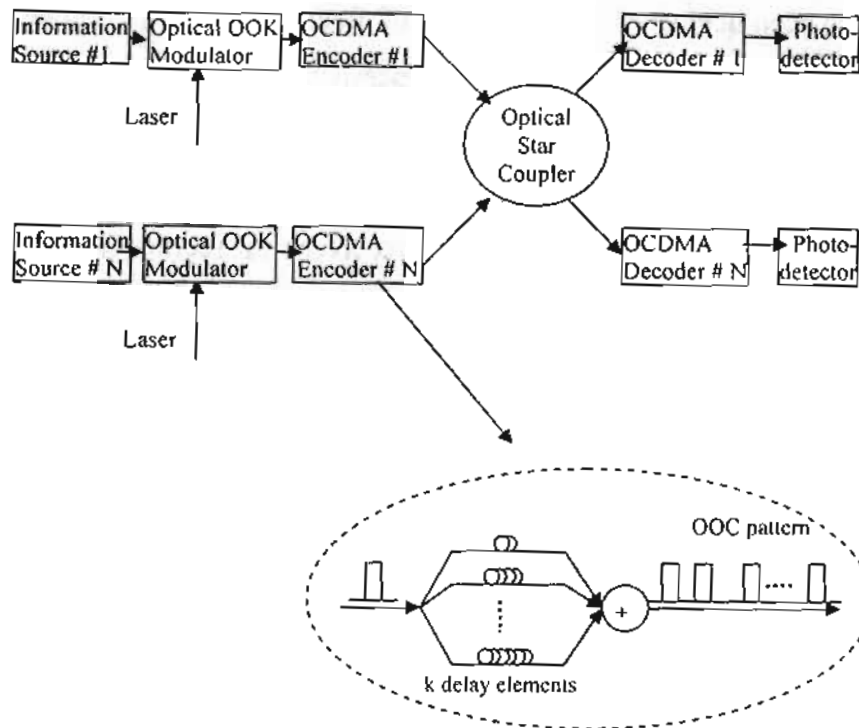 Information
Source #1
Optical OOK
Modulator
OCDMA
Encoder #1
OCDMA
Decoder # 1
Photo-
detector
Laser
Optical
Star
Coupler
Information
Source # N
Optical OOK
Modulator
OCDMA
Encoder # N
OCDMA
Decoder # N
Photo-
detector
Laser
OOC pattern
+
k delay elements